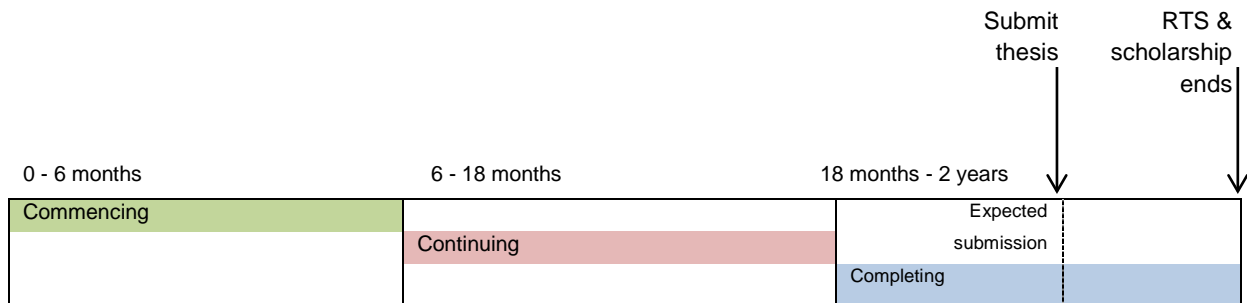 Submit
thesis
RTS &
scholarship
ends
0 - 6 months
6 - 18 months
18 months - 2 years
Commencing
Expected
submission
Continuing
Completing